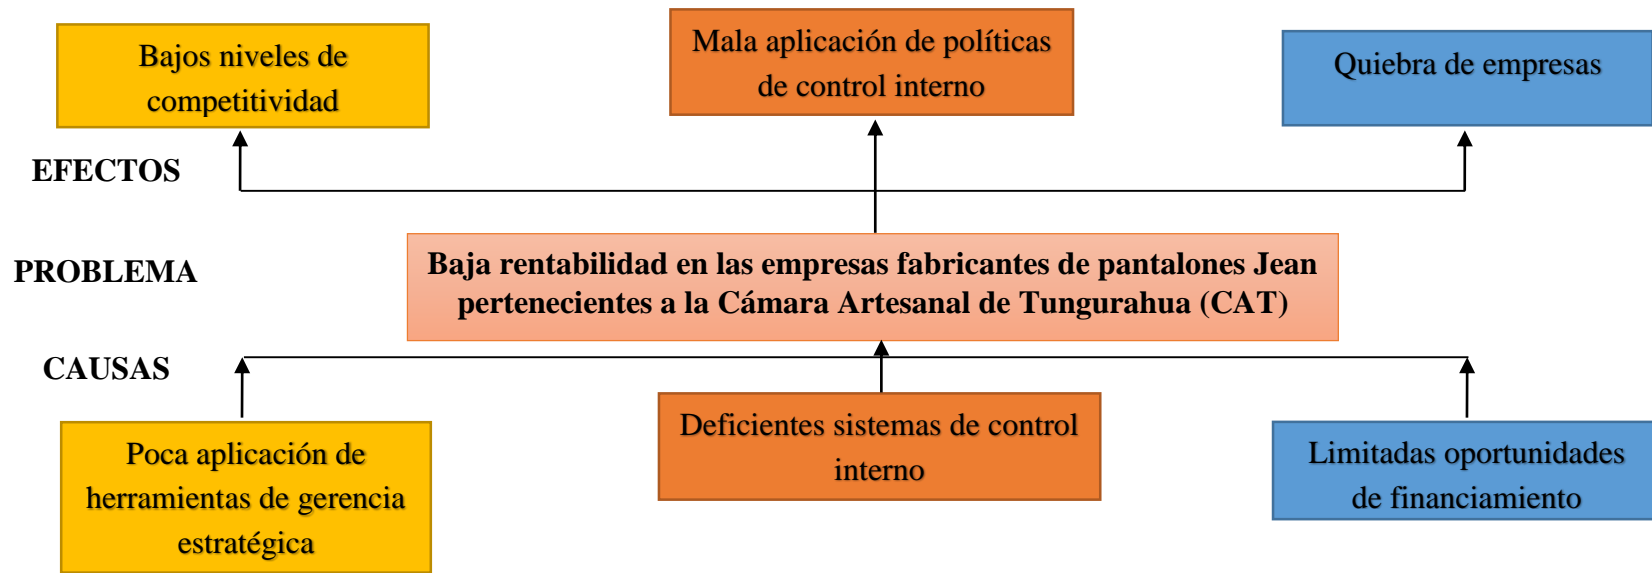 Bajos niveles de
competitividad
Mala aplicación de políticas
de control interno
Quiebra de empresas
EFECTOS
PROBLEMA
Baja rentabilidad en las empresas fabricantes de pantalones Jean
pertenecientes a la Cámara Artesanal de Tungurahua (CAT)
CAUSAS
Poca aplicación de
herramientas de gerencia
estratégica
Deficientes sistemas de control
interno
Limitadas oportunidades
de financiamiento